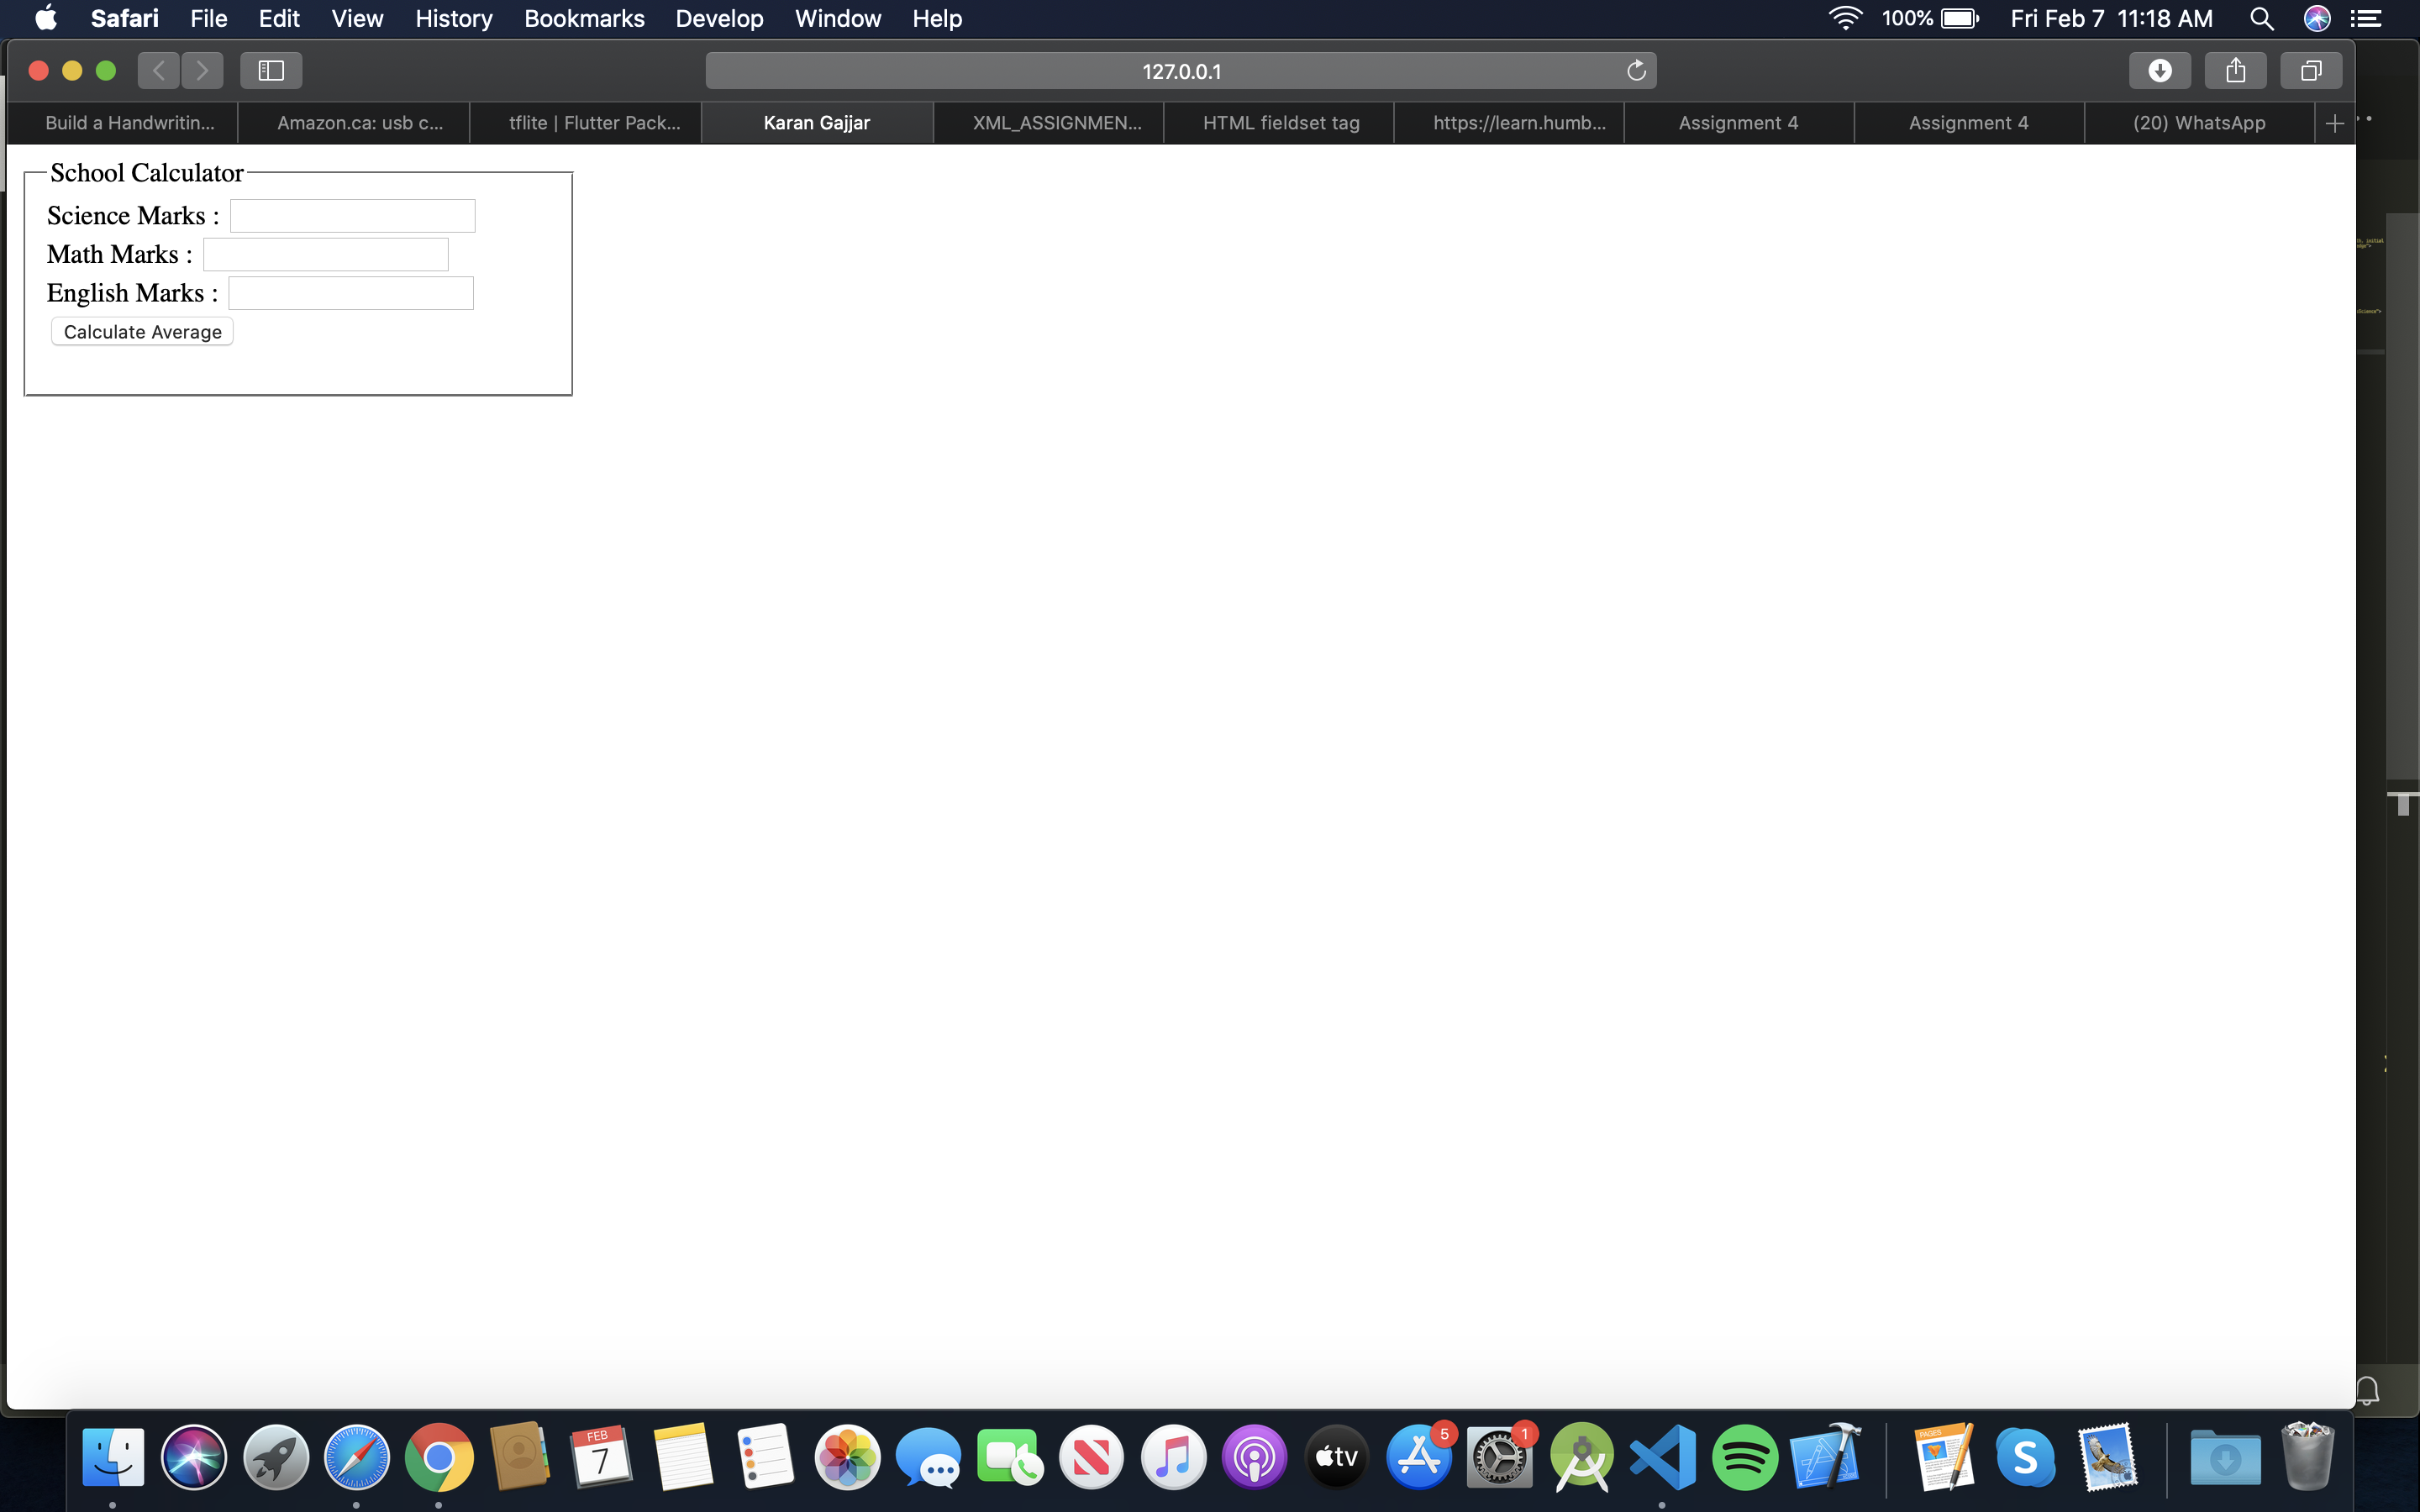 Safari File Edit View History Bookmarks Develop Window Help 100% Fri Feb 7 11:18 AM
127.0.0.1
Build a Handwritin... Amazon.ca: usb c... tflite | Flutter Pack... Karan Gajjar XML_ASSIGNMEN... HTML fieldset tag https://learn.humb... Assignment 4 Assignment 4 (20) WhatsApp
School Calculator
Science Marks :
Math Marks :
English Marks :
Calculate Average
FEB
7
tv
5
1
PAGES
S